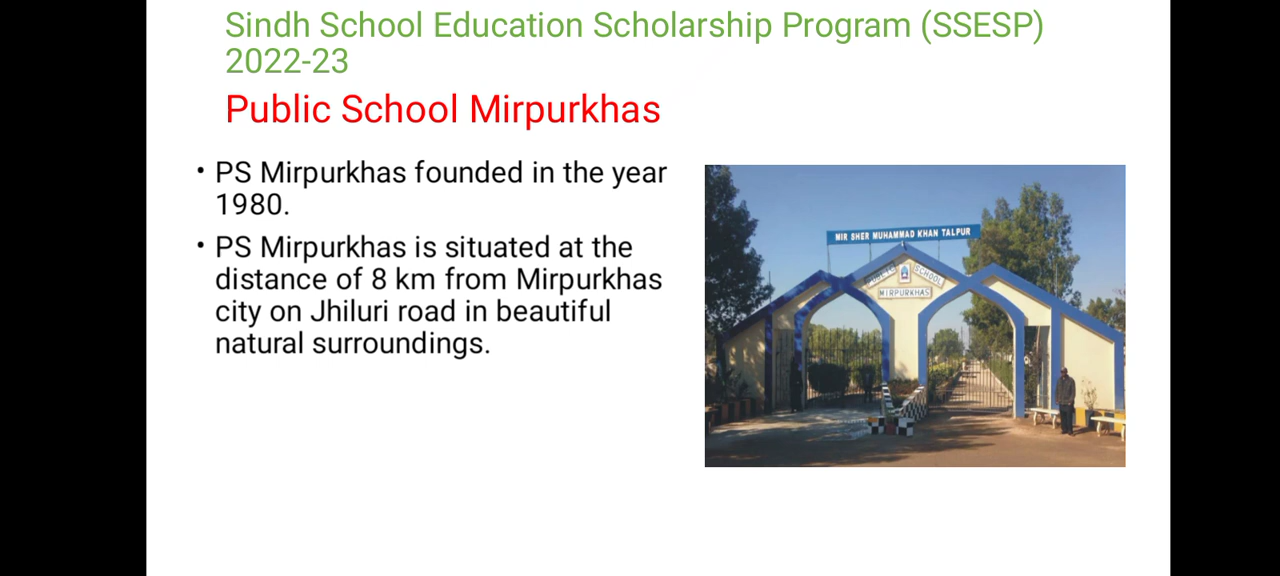 Sindh School Education Scholarship Program (SSESP)
2022-23
Public School Mirpurkhas
• PS Mirpurkhas founded in the year
1980.
• PS Mirpurkhas is situated at the
distance of 8 km from Mirpurkhas
city on Jhiluri road in beautiful
natural surroundings.
MIR SHER MUHAMMAD KHAN TALPUR
PUBLIC SCHOOL
MIRPURKHAS